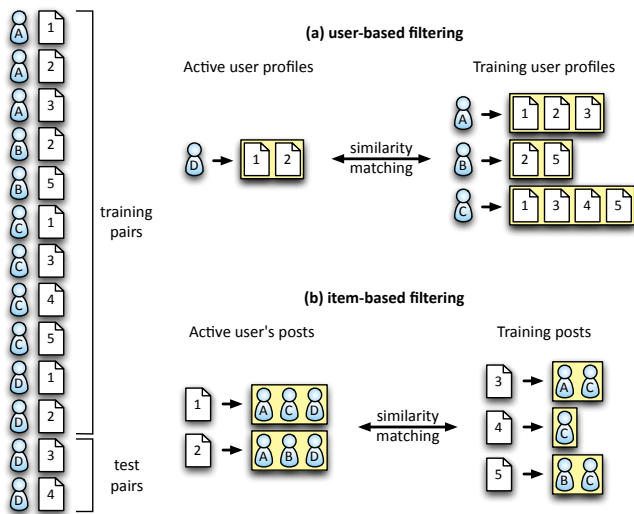 A 1
A 2
A 3
B 2
B 5
C 1
C 3
C 4
C 5
D 1
D 2
D 3
D 4
training
pairs
test
pairs
(a) user-based filtering
Active user profiles
Training user profiles
D 1 2
similarity
matching
A 1 2 3
B 2 5
C 1 3 4 5
(b) item-based filtering
Active user's posts
Training posts
1 A C D
2 A B D
similarity
matching
3 A C
4 C
5 B C